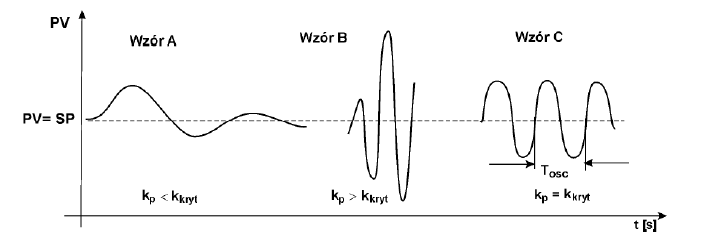 PV
Wzór A
Wzór B
Wzór C
PV= SP
Tosc
kp < kkryt
kp > kkryt
kp = kkryt
t [s]